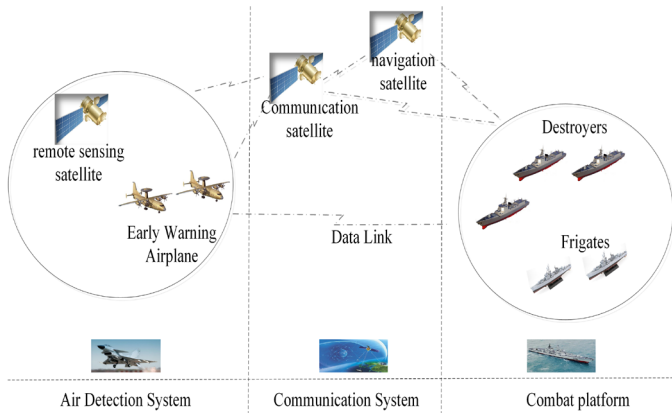 navigation
satellite
Communication
satellite
remote sensing
satellite
Early Warning
Airplane
Data Link
Destroyers
Frigates
Air Detection System
Communication System
Combat platform